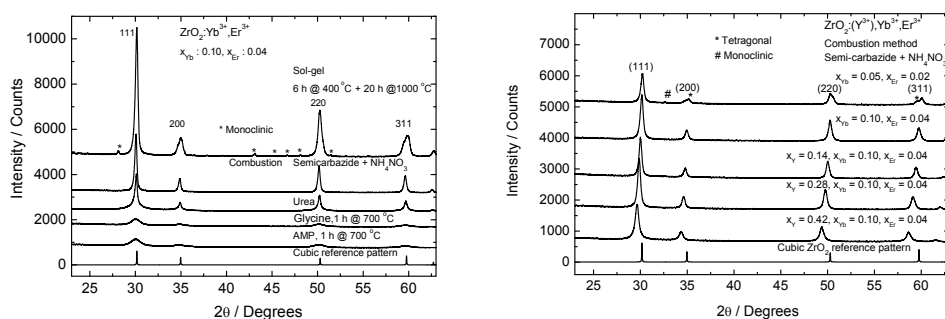 ZrO2:Yb3+,Er3+
xYb : 0.10, xEr : 0.04
111
Sol-gel
6 h @ 400 oC + 20 h @1000 oC
200
220
311
* Monoclinic
* * * * * *
Combustion Semicarbazide + NH4NO3
Urea
Glycine,1 h @ 700 oC
AMP, 1 h @ 700 oC
Cubic reference pattern
10000
8000
6000
4000
2000
0
Intensity / Counts
25 30 35 40 45 50 55 60
2θ / Degrees
ZrO2:(Y3+),Yb3+,Er3+
* Tetragonal
# Monoclinic
Combustion method
Semi-carbazide + NH4NO3
xYb = 0.05, xEr = 0.02
(111)
(200)
(220)
(311)
# * *
xYb = 0.10, xEr = 0.04
xY = 0.14, xYb = 0.10, xEr = 0.04
xY = 0.28, xYb = 0.10, xEr = 0.04
xY = 0.42, xYb = 0.10, xEr = 0.04
Cubic ZrO2 reference pattern
7000
6000
5000
4000
3000
2000
1000
0
Intensity / Counts
25 30 35 40 45 50 55 60
2θ / Degrees